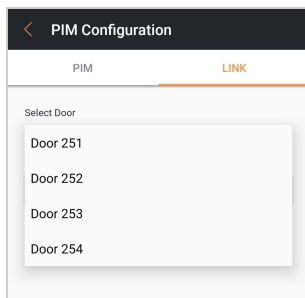 PIM Configuration
PIM LINK
Select Door
Door 251
Door 252
Door 253
Door 254